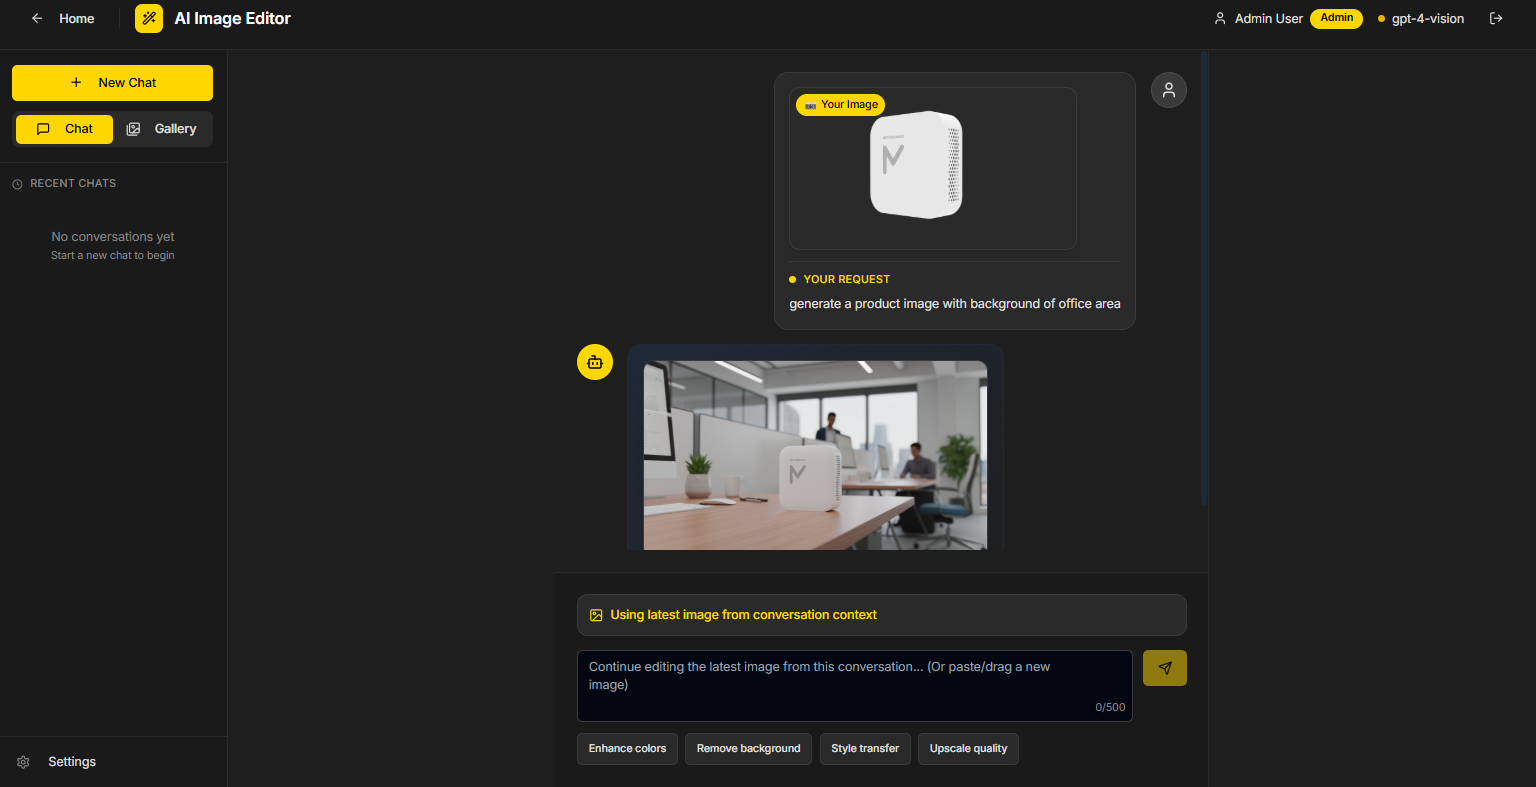 Home
AI Image Editor
Admin User
Admin
gpt-4-vision
New Chat
Chat
Gallery
RECENT CHATS
No conversations yet
Start a new chat to begin
Settings
Your Image
YOUR REQUEST
generate a product image with background of office area
Using latest image from conversation context
Continue editing the latest image from this conversation... (Or paste/drag a new
image)
0/500
Enhance colors
Remove background
Style transfer
Upscale quality